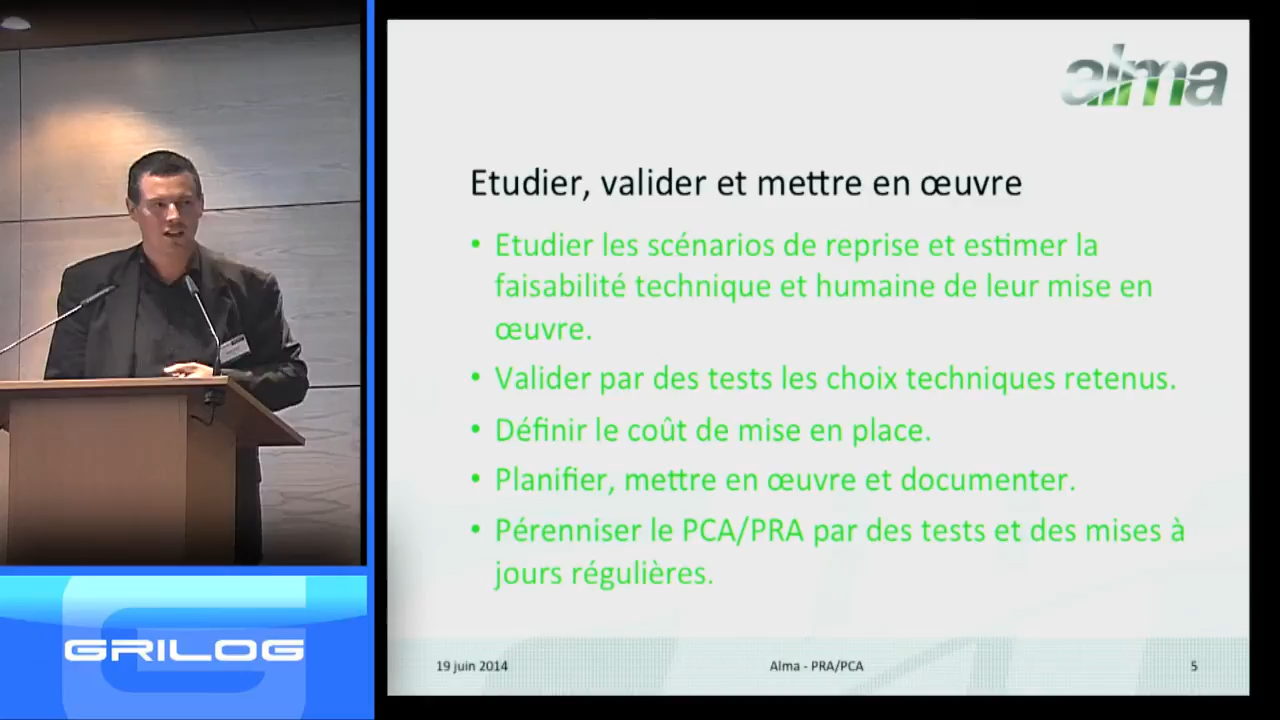 alma
Etudier, valider et mettre en œuvre
• Etudier les scénarios de reprise et estimer la
faisabilité technique et humaine de leur mise en
œuvre.
• Valider par des tests les choix techniques retenus.
• Définir le coût de mise en place.
• Planifier, mettre en œuvre et documenter.
• Pérenniser le PCA/PRA par des tests et des mises à
jours régulières.
19 juin 2014
Alma - PRA/PCA
5
GRILOG